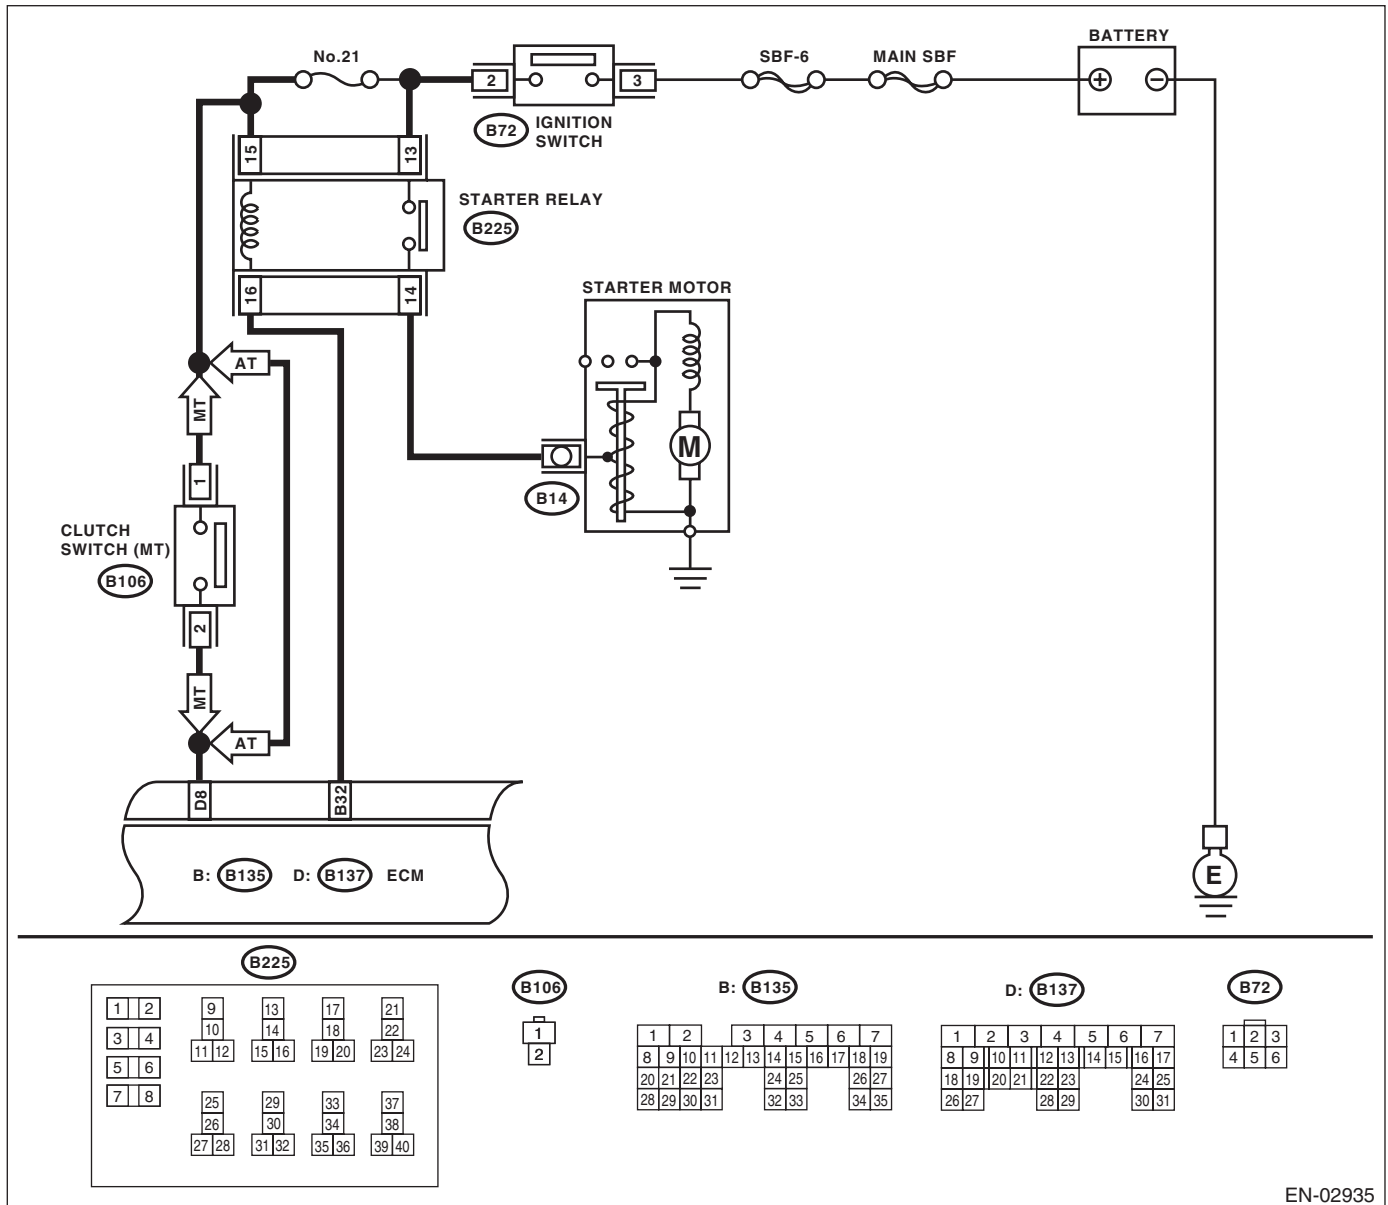 BATTERY
No.21
SBF-6
MAIN SBF
2
3
+
−
B72
IGNITION
SWITCH
15
13
STARTER RELAY
B225
16
14
STARTER MOTOR
AT
MT
M
1
B14
CLUTCH
SWITCH (MT)
B106
2
MT
AT
D8
B32
B: B135 D: B137 ECM
E
B225
B106
B: B135
D: B137
B72
1 2
3 4
5 6
7 8
9
10
11 12
13
14
15 16
17
18
19 20
21
22
23 24
25
26
27 28
29
30
31 32
33
34
35 36
37
38
39 40
1
2
1 2 3 4 5 6 7
8 9 10 11 12 13 14 15 16 17 18 19
20 21 22 23 24 25 26 27
28 29 30 31 32 33 34 35
1 2 3 4 5 6 7
8 9 10 11 12 13 14 15 16 17
18 19 20 21 22 23 24 25
26 27 28 29 30 31
1 2 3
4 5 6
EN-02935